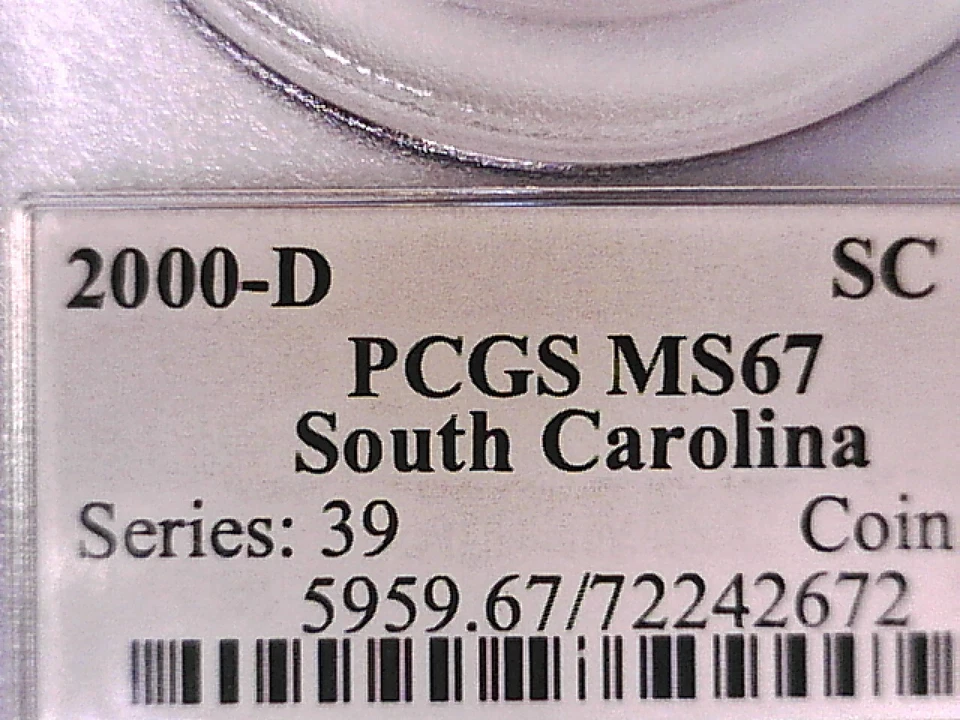 2000-D SC
PCGS MS67
South Carolina
Series: 39 Coin
5959.67/72242672